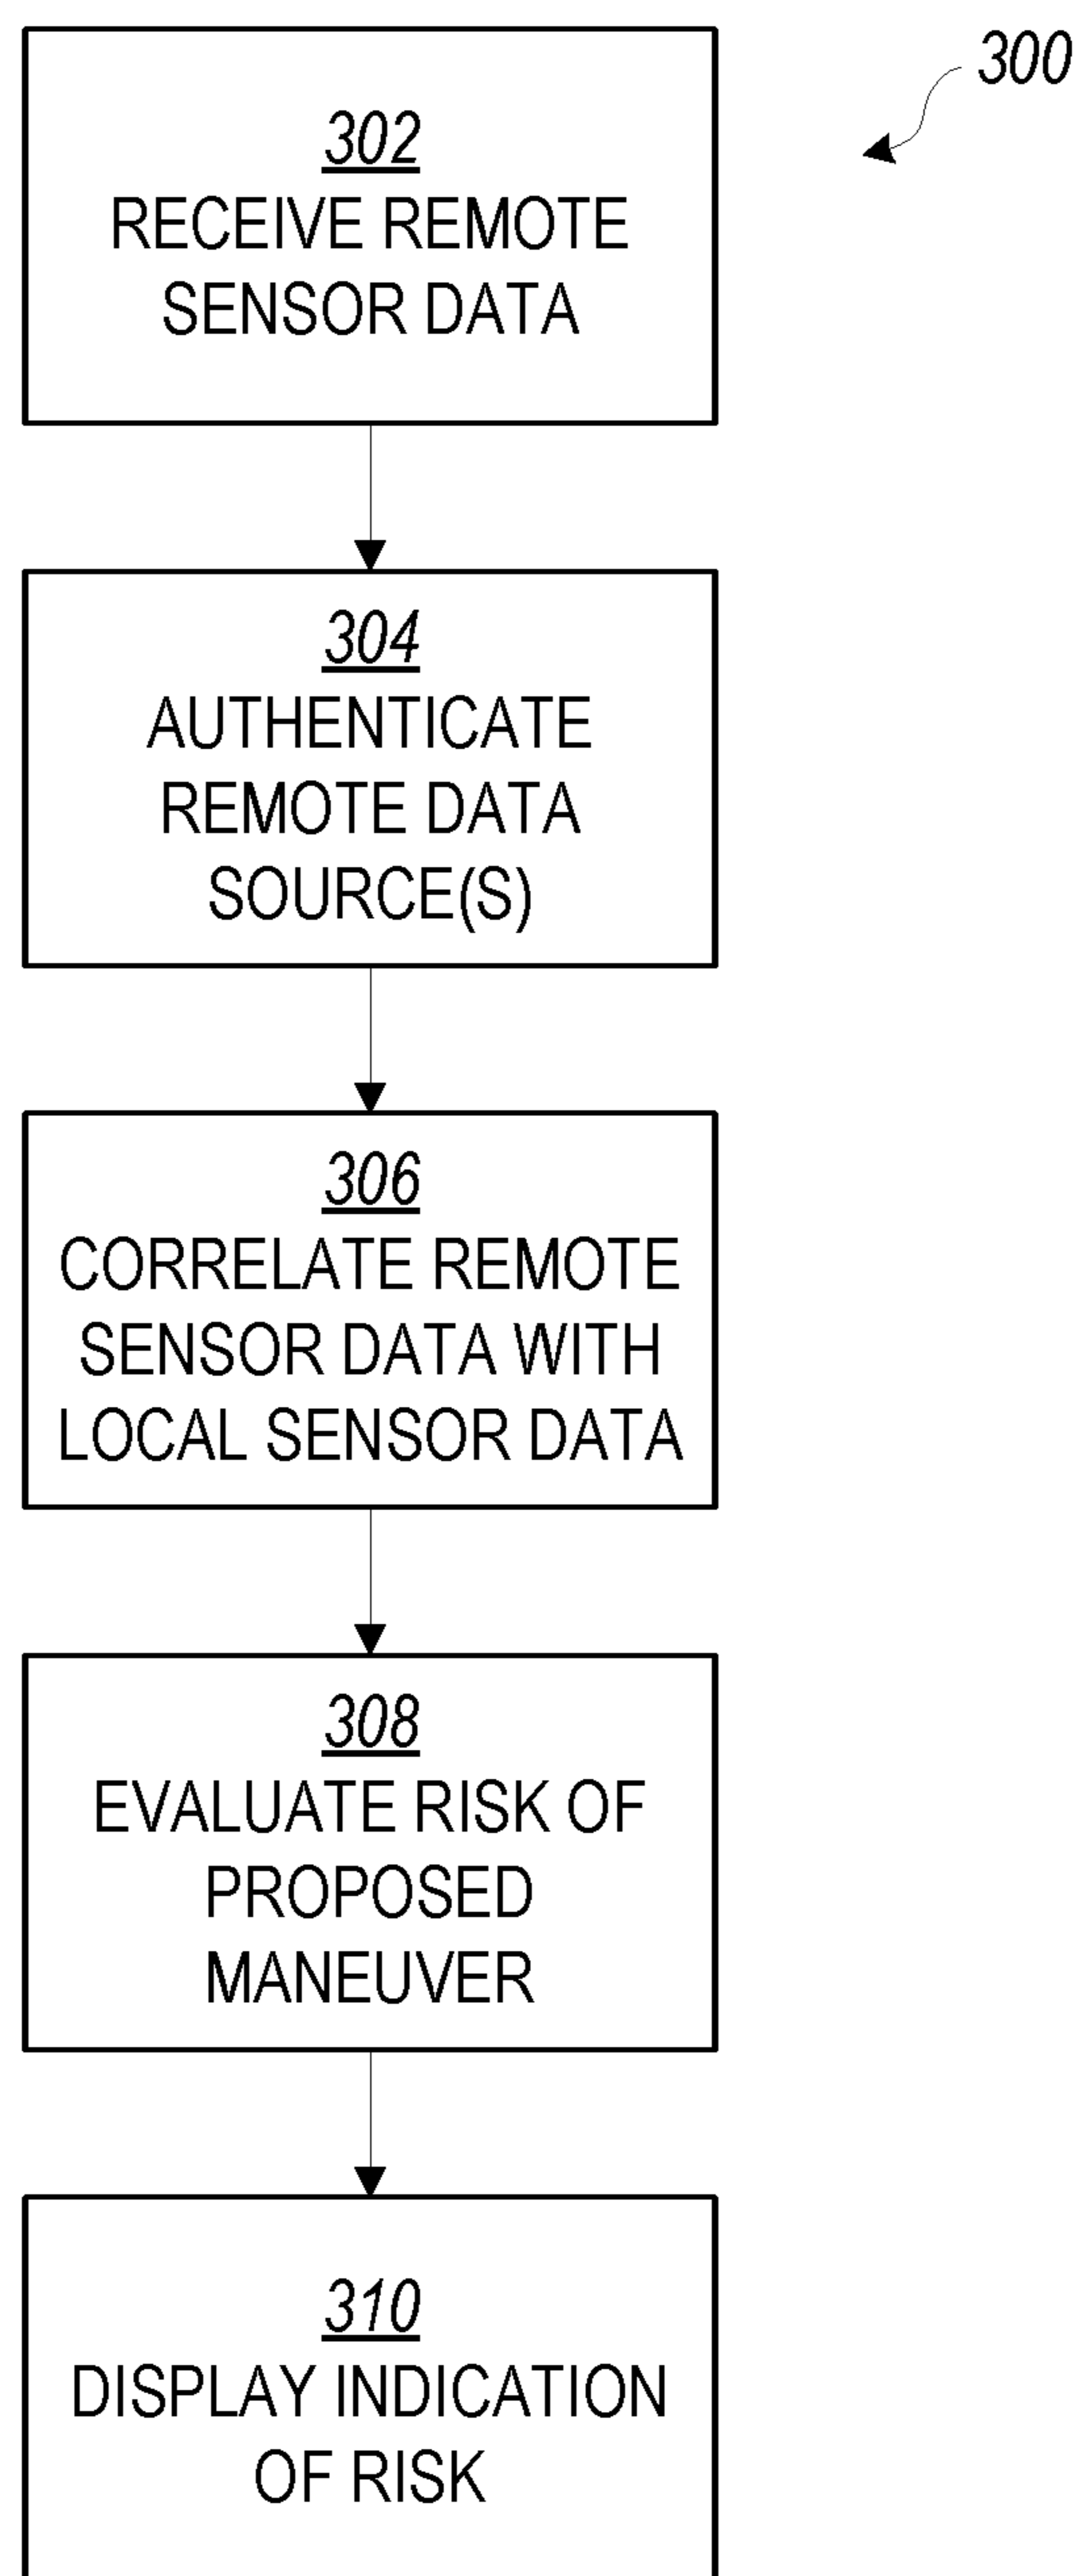 300
302
RECEIVE REMOTE
SENSOR DATA
304
AUTHENTICATE
REMOTE DATA
SOURCE(S)
306
CORRELATE REMOTE
SENSOR DATA WITH
LOCAL SENSOR DATA
308
EVALUATE RISK OF
PROPOSED
MANEUVER
310
DISPLAY INDICATION
OF RISK